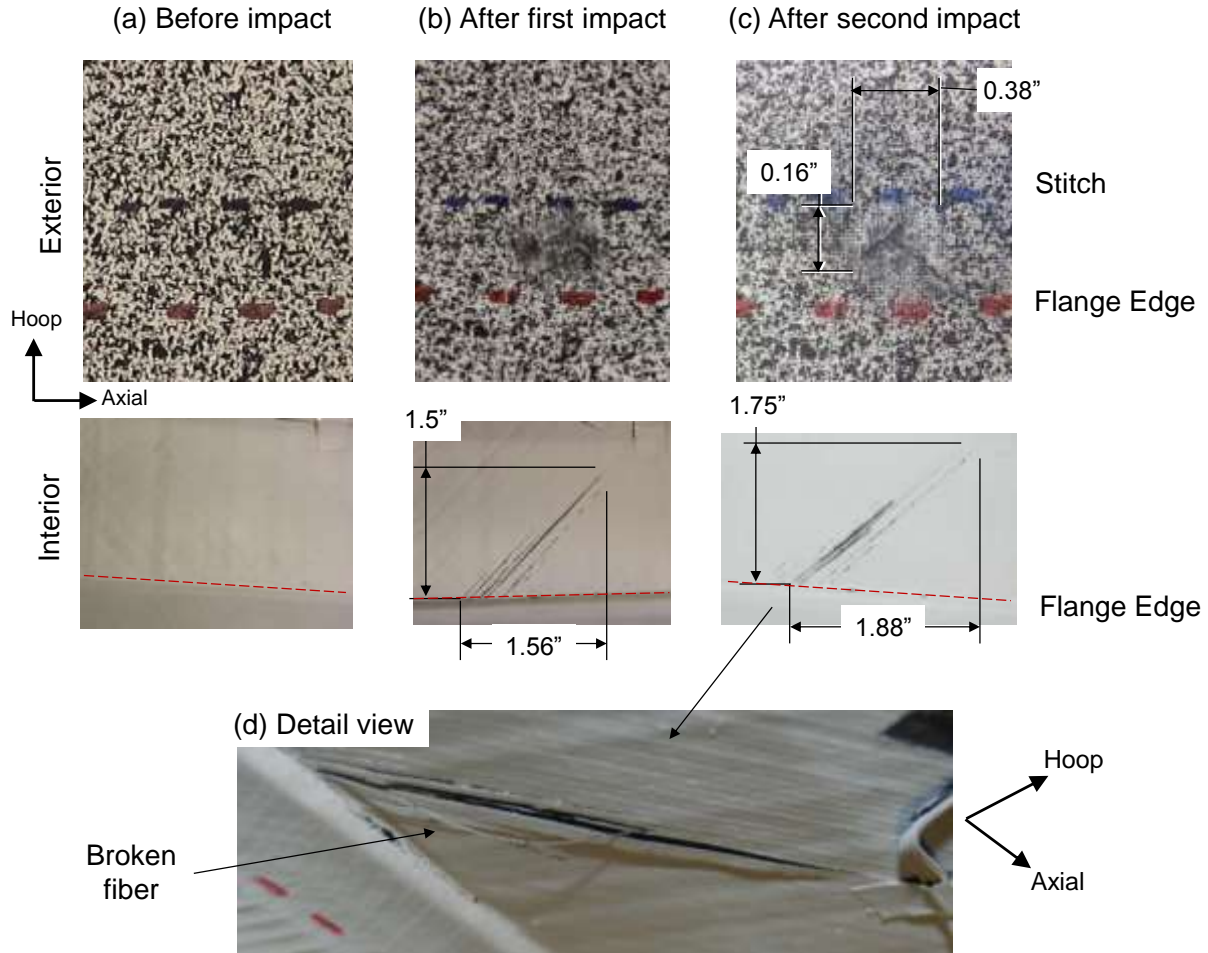 (a) Before impact
(b) After first impact
(c) After second impact
0.38”
0.16”
Exterior
Stitch
Flange Edge
Hoop
Axial
1.5”
1.75”
Interior
Flange Edge
1.56”
1.88”
(d) Detail view
Hoop
Broken
fiber
Axial